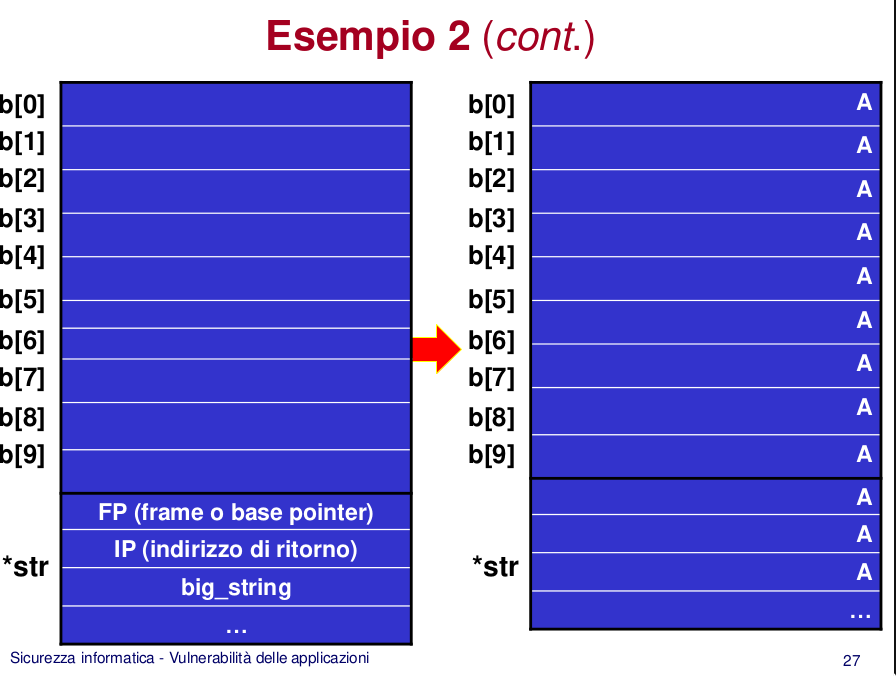 Esempio 2 (cont.)
b[0]
b[1]
b[2]
b[3]
b[4]
b[5]
b[6]
b[7]
b[8]
b[9]
FP (frame o base pointer)
IP (indirizzo di ritorno)
*str
big_string
...
b[0] A
b[1] A
b[2] A
b[3] A
b[4] A
b[5] A
b[6] A
b[7] A
b[8] A
b[9]
A
A
*str A
...
Sicurezza informatica - Vulnerabilità delle applicazioni
27